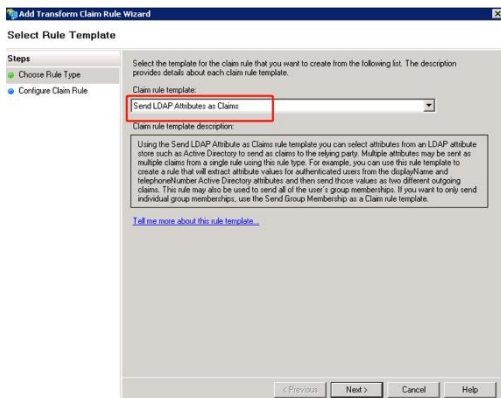 Add Transform Claim Rule Wizard
Select Rule Template
Steps
Choose Rule Type
Configure Claim Rule
Select the template for the claim rule that you want to create from the following list. The description
provides details about each claim rule template.
Claim rule template:
Send LDAP Attributes as Claims
Claim rule template description:
Using the Send LDAP Attribute as Claims rule template you can select attributes from an LDAP attribute
store such as Active Directory to send as claims to the relying party. Multiple attributes may be sent as
multiple claims from a single rule using this rule type. For example, you can use this rule template to
create a rule that will extract attribute values for authenticated users from the displayName and
telephoneNumber Active Directory attributes and then send those values as two different outgoing
claims. This rule may also be used to send all of the user's group memberships. If you want to only send
individual group memberships, use the Send Group Membership as a Claim rule template.
Tell me more about this rule template...
< Previous
Next >
Cancel
Help